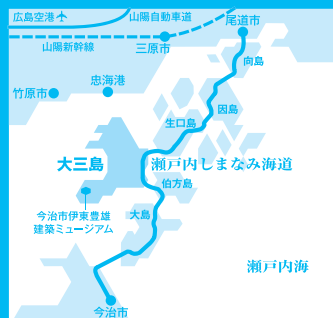 広島空港
山陽自動車道
尾道市
山陽新幹線
三原市
向島
忠海港
竹原市
因島
生口島
大三島
瀬戸内しまなみ海道
伯方島
今治市伊東豊雄
建築ミュージアム
大島
瀬戸内海
今治市